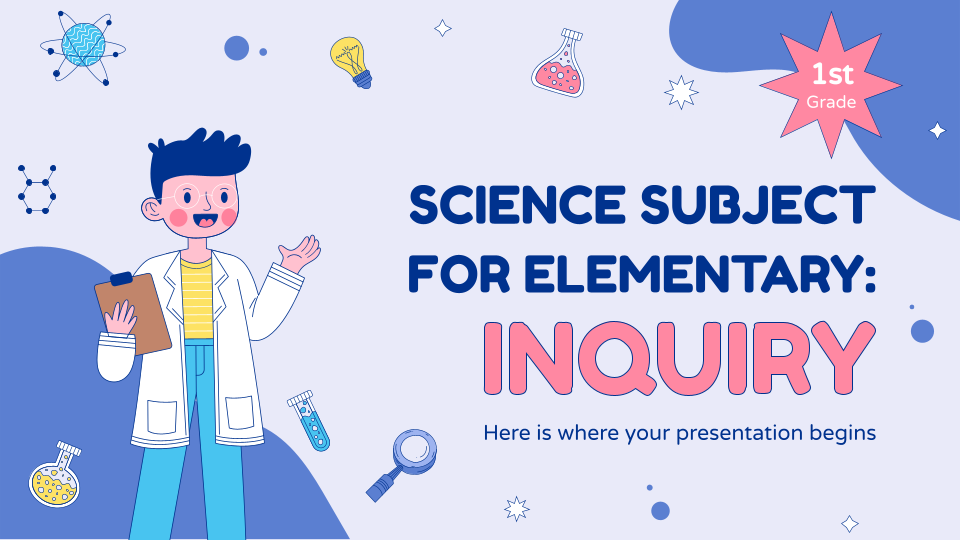 1st
Grade
SCIENCE SUBJECT
FOR ELEMENTARY:
INQUIRY
Here is where your presentation begins